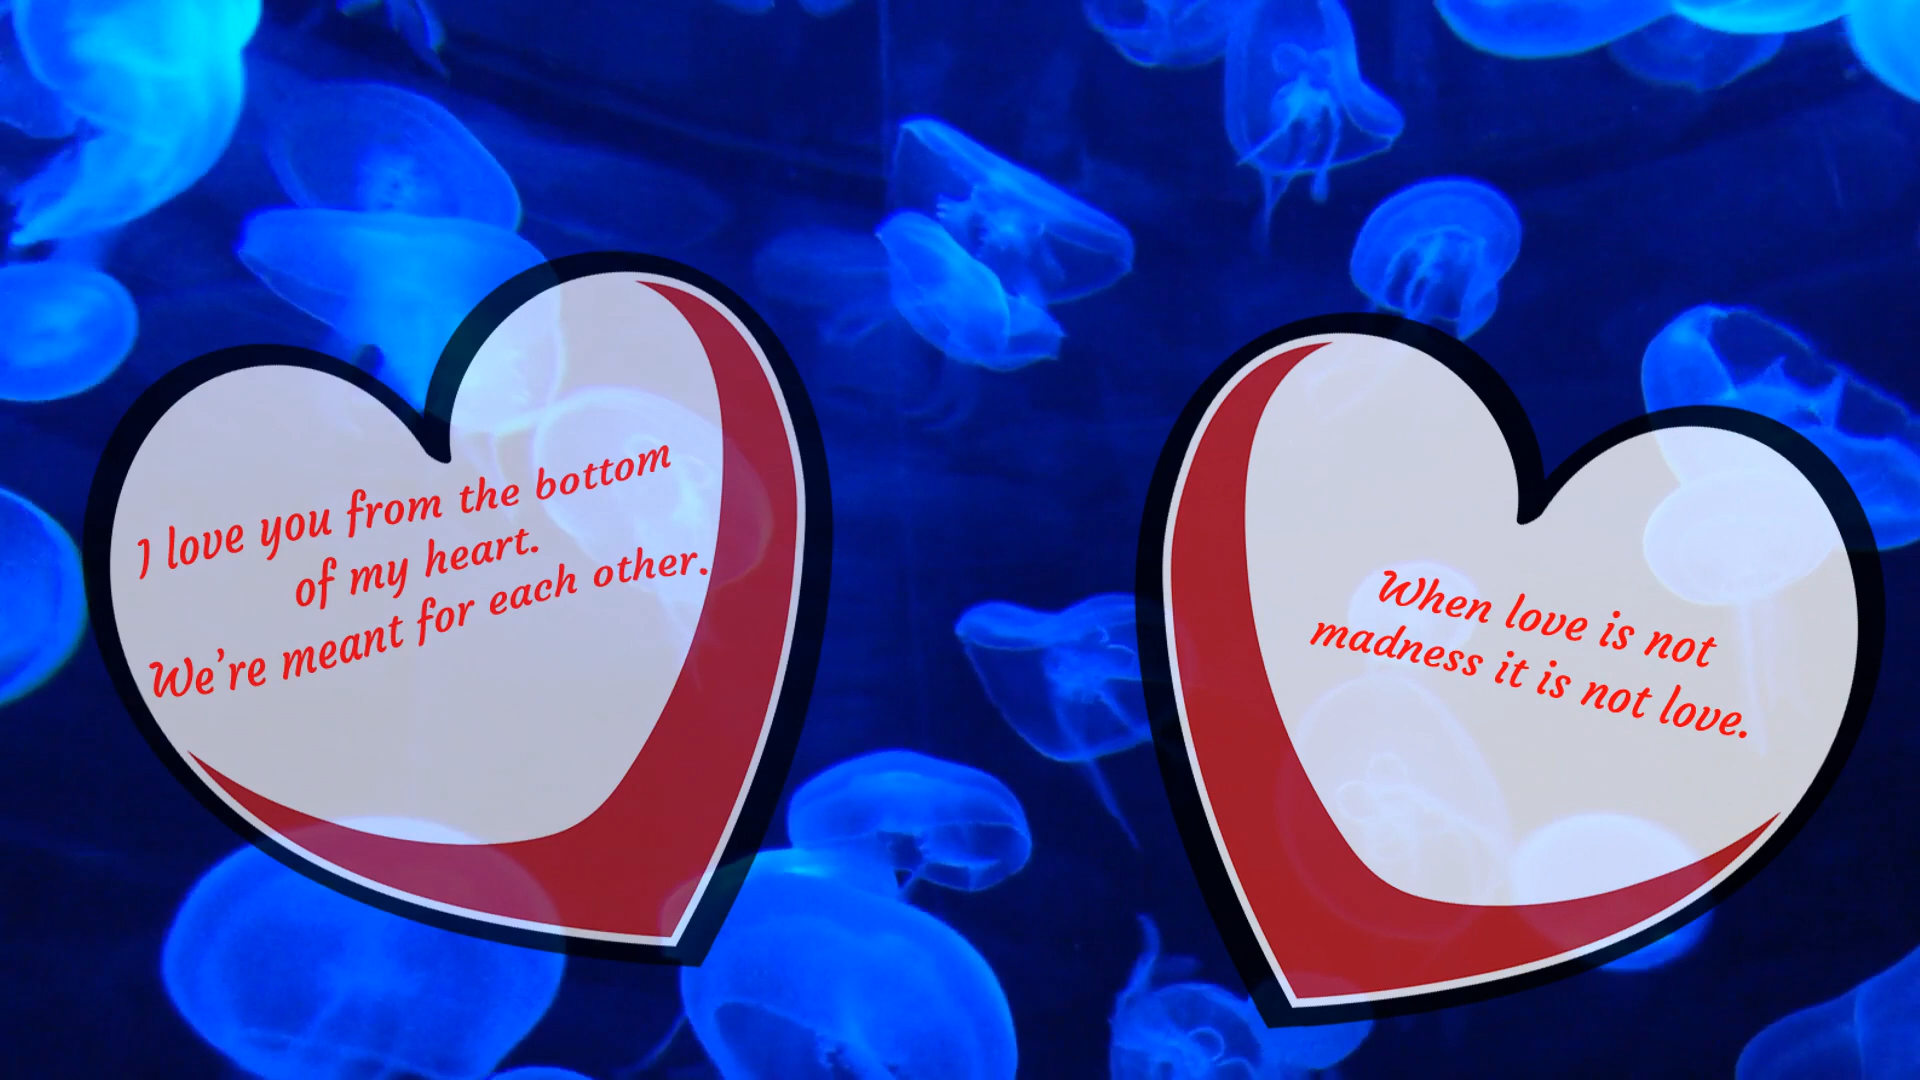 I love you from the bottom
of my heart.
We're meant for each other.
When love is not
madness it is not love.